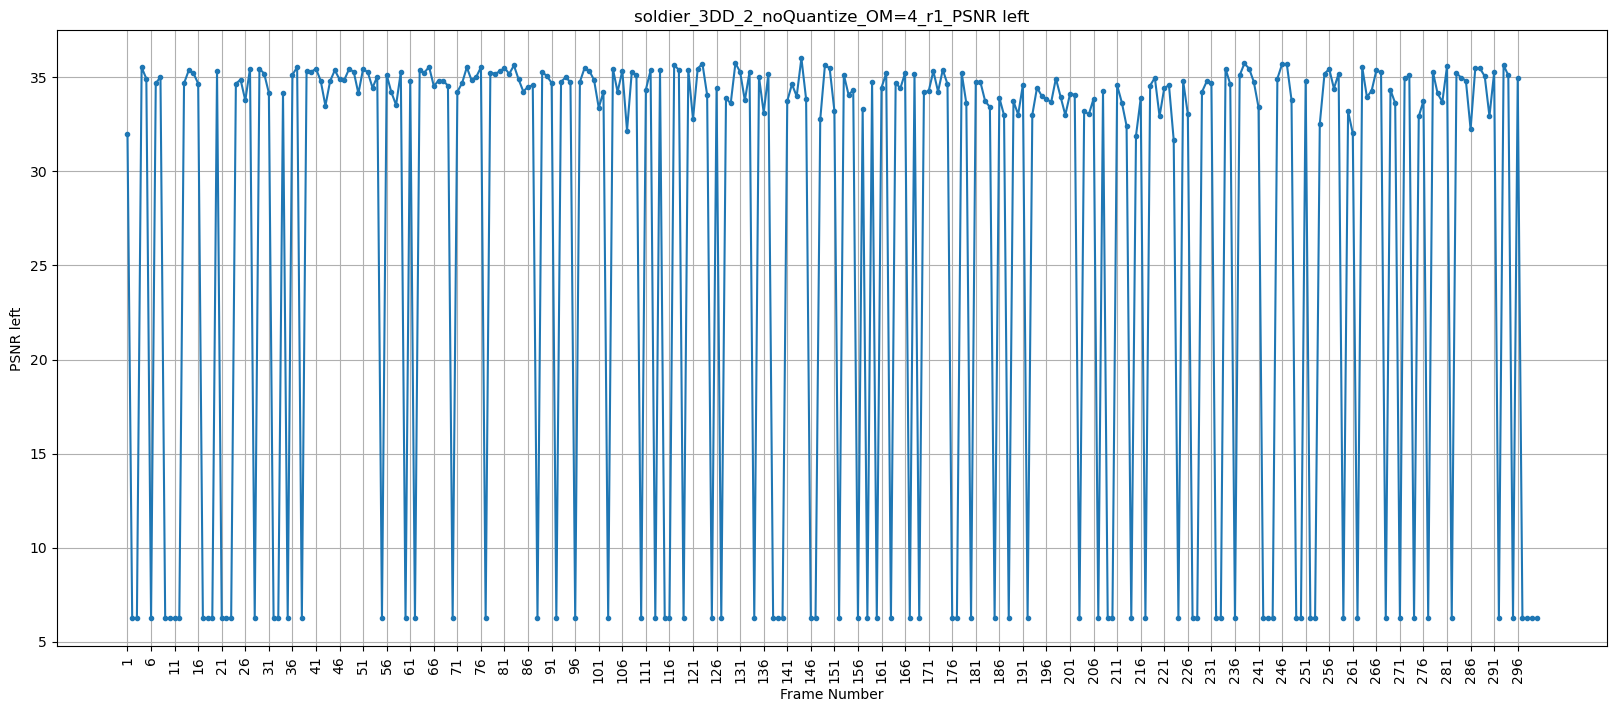 soldier_3DD_2_noQuantize_OM=4_r1_PSNR left
PSNR left
35
30
25
20
15
10
5
1 6 11 16 21 26 31 36 41 46 51 56 61 66 71 76 81 86 91 96 101 106 111 116 121 126 131 136 141 146 151 156 161 166 171 176 181 186 191 196 201 206 211 216 221 226 231 236 241 246 251 256 261 266 271 276 281 286 291 296
Frame Number